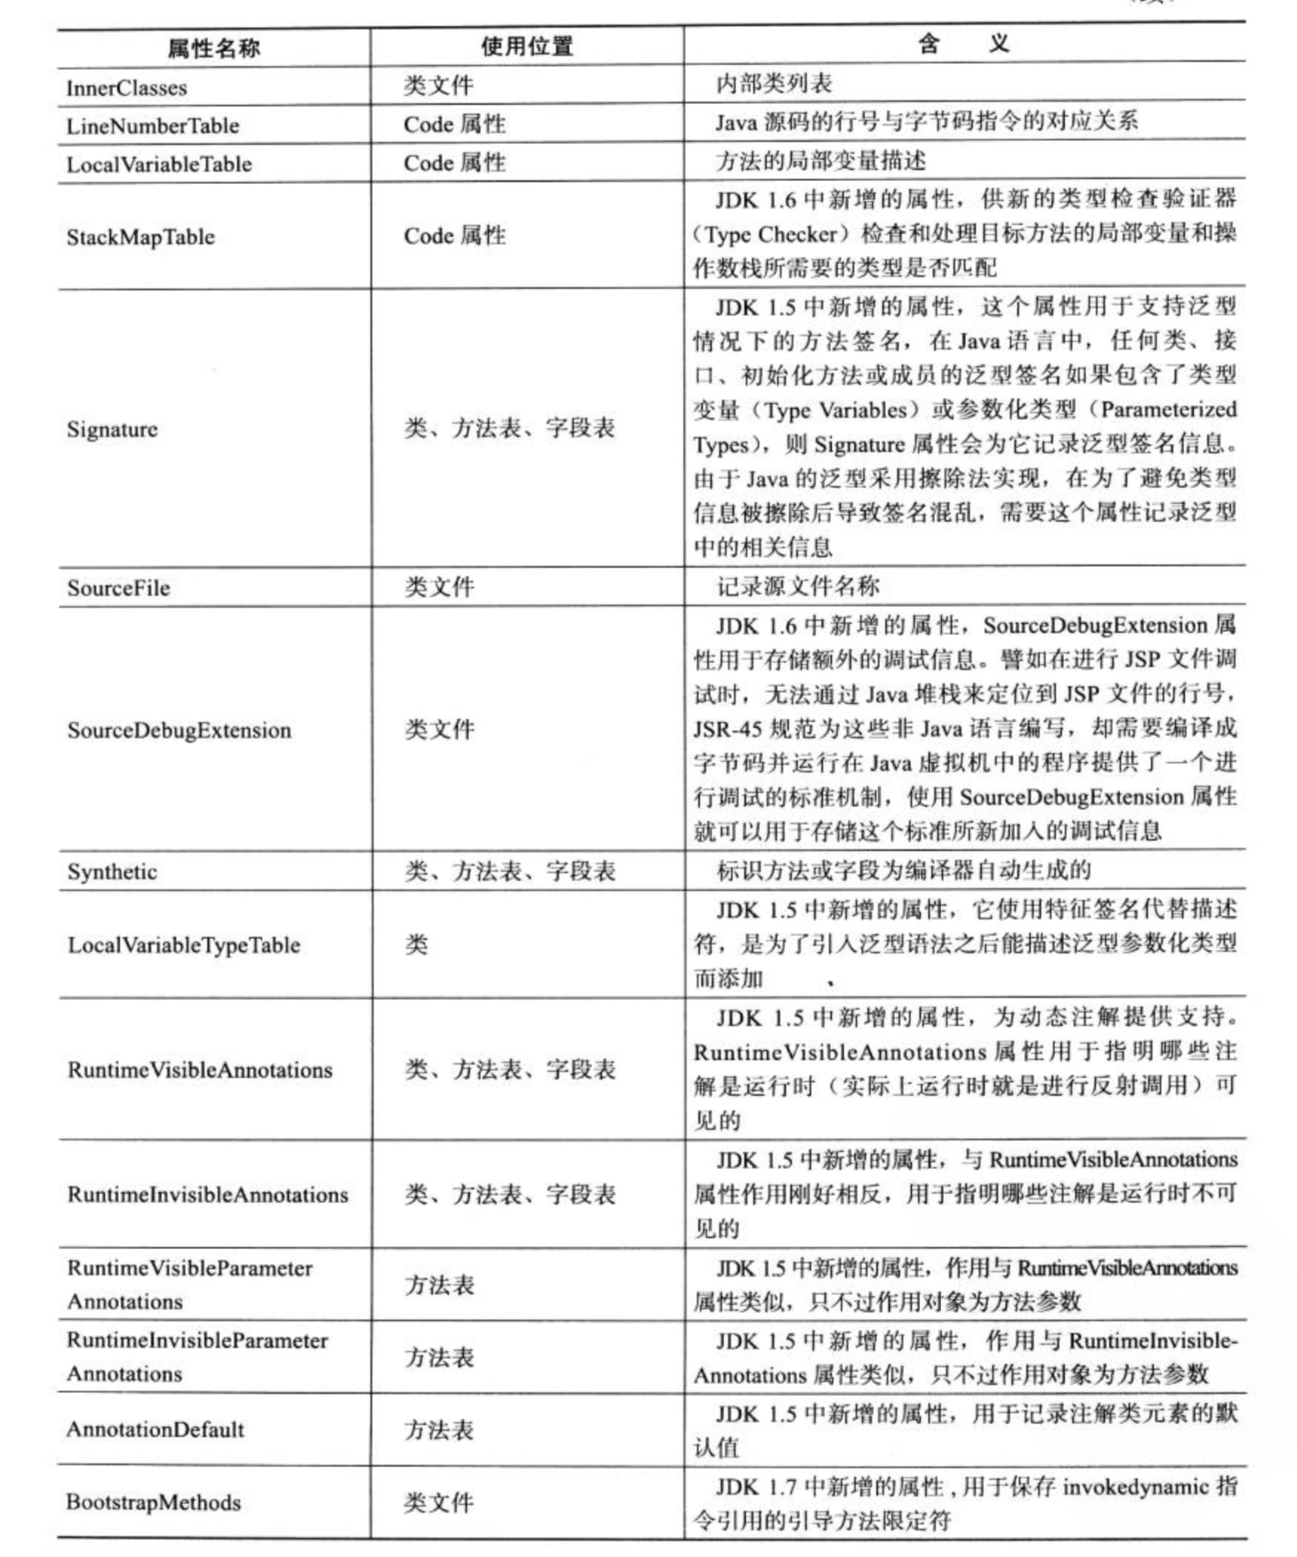 属性名称 使用位置 含 义
InnerClasses 类文件 内部类列表
LineNumberTable Code 属性 Java 源码的行号与字节码指令的对应关系
LocalVariableTable Code 属性 方法的局部变量描述
StackMapTable Code 属性 JDK 1.6 中新增的属性，供新的类型检查验证器
（Type Checker）检查和处理目标方法的局部变量和操
作数栈所需要的类型是否匹配
Signature 类、方法表、字段表 JDK 1.5 中新增的属性，这个属性用于支持泛型
情况下的方法签名，在 Java 语言中，任何类、接
口、初始化方法或成员的泛型签名如果包含了类型
变量（Type Variables）或参数化类型（Parameterized
Types），则 Signature 属性会为它记录泛型签名信息。
由于 Java 的泛型采用擦除法实现，在为了避免类型
信息被擦除后导致签名混乱，需要这个属性记录泛型
中的相关信息
SourceFile 类文件 记录源文件名称
SourceDebugExtension 类文件 JDK 1.6 中新增的属性，SourceDebugExtension 属
性用于存储额外的调试信息。譬如在进行 JSP 文件调
试时，无法通过 Java 堆栈来定位到 JSP 文件的行号，
JSR-45 规范为这些非 Java 语言编写，却需要编译成
字节码并运行在 Java 虚拟机中的程序提供了一个进
行调试的标准机制，使用 SourceDebugExtension 属性
就可以用于存储这个标准所新加入的调试信息
Synthetic 类、方法表、字段表 标识方法或字段为编译器自动生成的
LocalVariableTypeTable 类 JDK 1.5 中新增的属性，它使用特征签名代替描述
符，是为了引入泛型语法之后能描述泛型参数化类型
而添加
RuntimeVisibleAnnotations 类、方法表、字段表 JDK 1.5 中新增的属性，为动态注解提供支持。
RuntimeVisibleAnnotations 属性用于指明哪些注
解是运行时（实际上运行时就是进行反射调用）可
见的
RuntimeInvisibleAnnotations 类、方法表、字段表 JDK 1.5 中新增的属性，与 RuntimeVisibleAnnotations
属性作用刚好相反，用于指明哪些注解是运行时不可
见的
RuntimeVisibleParameter
Annotations 方法表 JDK 1.5 中新增的属性，作用与 RuntimeVisibleAnnotations
属性类似，只不过作用对象为方法参数
RuntimeInvisibleParameter
Annotations 方法表 JDK 1.5 中新增的属性，作用与 RuntimeInvisible-
Annotations 属性类似，只不过作用对象为方法参数
AnnotationDefault 方法表 JDK 1.5 中新增的属性，用于记录注解类元素的默
认值
BootstrapMethods 类文件 JDK 1.7 中新增的属性，用于保存 invokedynamic 指
令引用的引导方法限定符